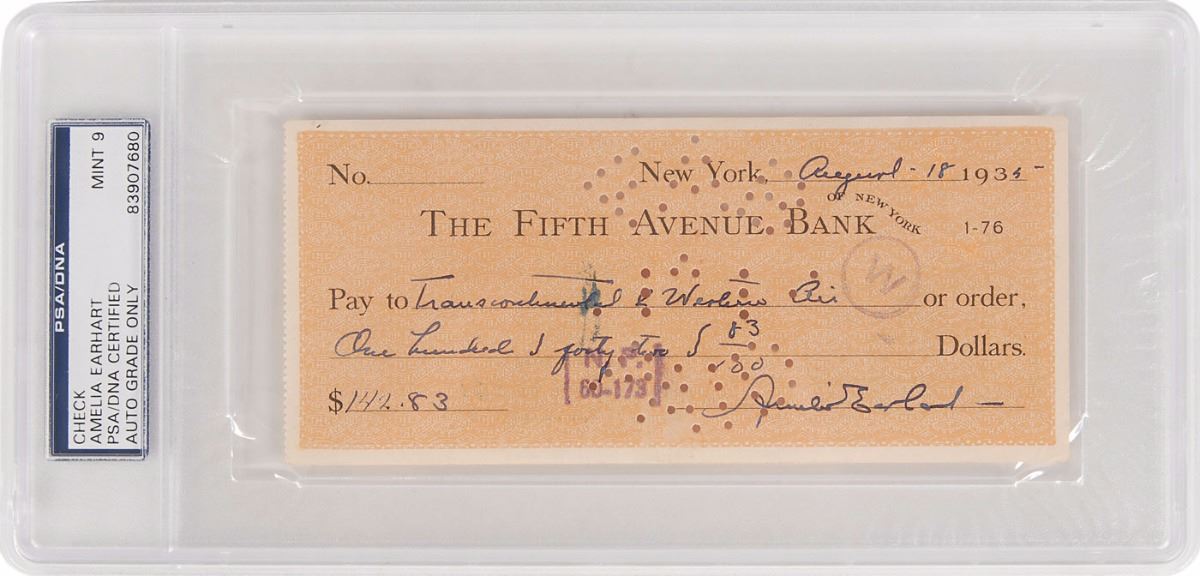 PSA/DNA
CHECK
AMELIA EARHART
PSA/DNA CERTIFIED
AUTO GRADE ONLY
MINT 9
83907680
No. New York, August - 18 1935 -
THE FIFTH AVENUE BANK OF NEW YORK 1-76
Pay to Transcontinental & Western Air or order,
One hundred & forty two & 83/100 Dollars.
$142.83 Amelia Earhart -
W
N.P.
60-173